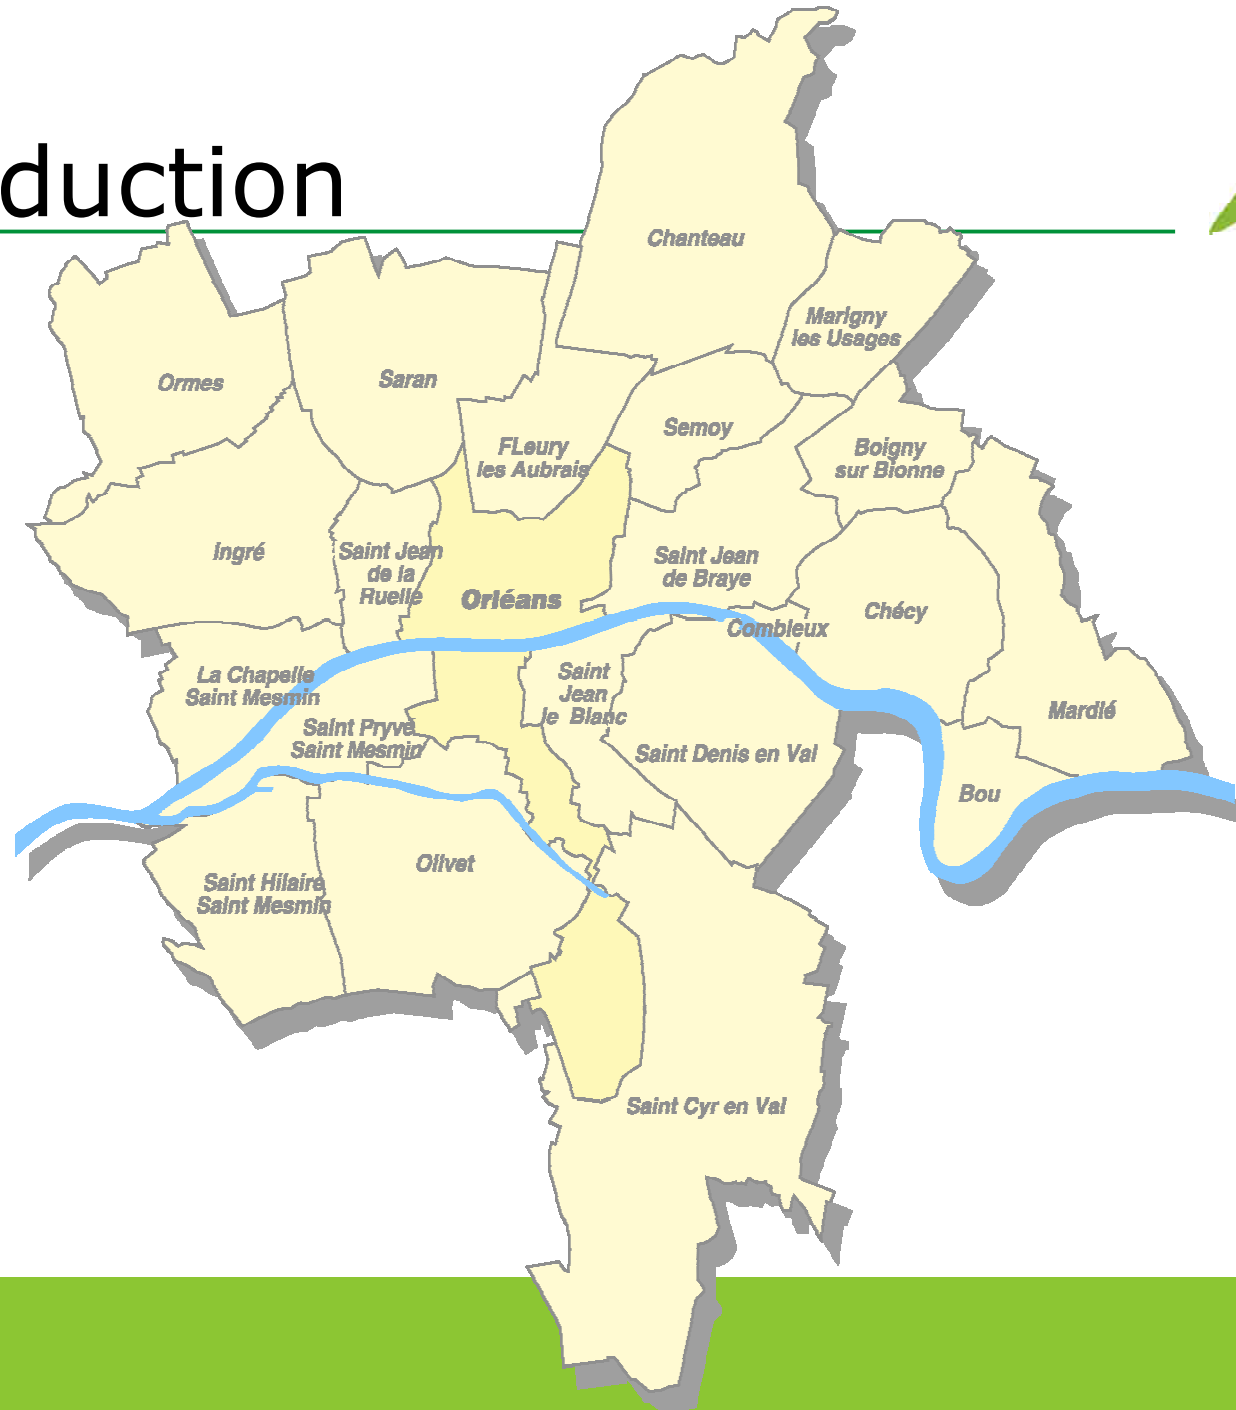 duction
Chanteau
Marigny
les Usages
Ormes
Saran
Semoy
FLeury
les Aubrais
Boigny
sur Bionne
Ingré
Saint Jean
de la
Ruelle
Orléans
Saint Jean
de Braye
Chécy
Combleux
La Chapelle
Saint Mesmin
Saint
Jean
le Blanc
Mardié
Saint Pryvé
Saint Mesmin
Saint Denis en Val
Bou
Olivet
Saint Hilaire
Saint Mesmin
Saint Cyr en Val